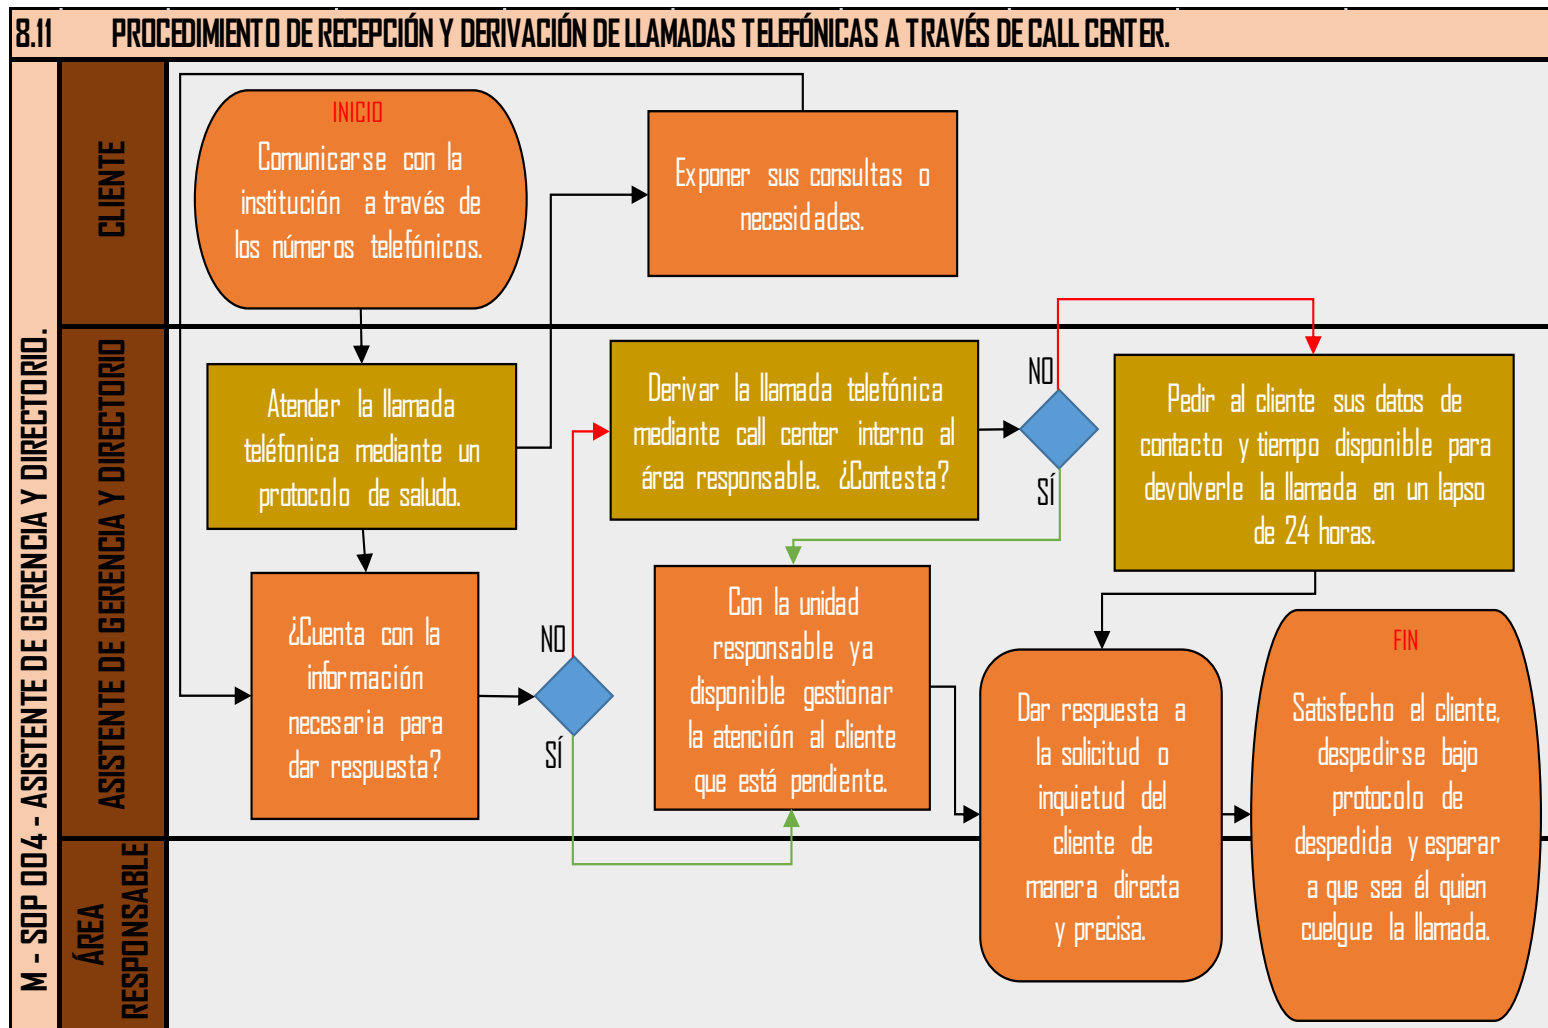 8.11 PROCEDIMIENTO DE RECEPCIÓN Y DERIVACIÓN DE LLAMADAS TELEFÓNICAS A TRAVÉS DE CALL CENTER.
M - SOP 004 - ASISTENTE DE GERENCIA Y DIRECTORIO.
CLIENTE
INICIO
Comunicarse con la
institución a través de
los números telefónicos.
Exponer sus consultas o
necesidades.
ASISTENTE DE GERENCIA Y DIRECTORIO
Atender la llamada
teléfonica mediante un
protocolo de saludo.
Derivar la llamada telefónica
mediante call center interno al
área responsable. ¿Contesta?
NO
SÍ
Pedir al cliente sus datos de
contacto y tiempo disponible para
devolverle la llamada en un lapso
de 24 horas.
¿Cuenta con la
información
necesaria para
dar respuesta?
NO
SÍ
Con la unidad
responsable ya
disponible gestionar
la atención al cliente
que está pendiente.
Dar respuesta a
la solicitud o
inquietud del
cliente de
manera directa
y precisa.
FIN
Satisfecho el cliente,
despedirse bajo
protocolo de
despedida y esperar
a que sea él quien
cuelgue la llamada.
ÁREA
RESPONSABLE